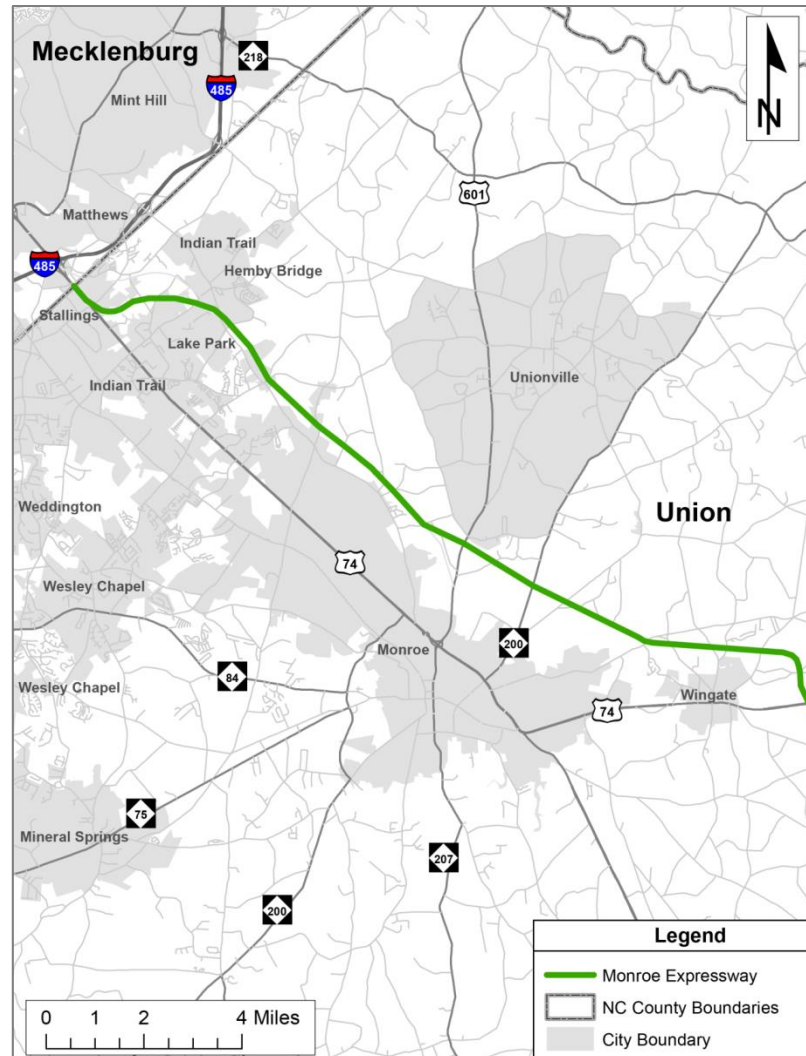 Mecklenburg
218
485
Mint Hill
N
601
Matthews
Indian Trail
485
Hemby Bridge
Stallings
Lake Park
Unionville
Indian Trail
Weddington
Union
74
Wesley Chapel
200
Monroe
84
Wesley Chapel
Wingate
74
75
Mineral Springs
207
200
Legend
Monroe Expressway
NC County Boundaries
City Boundary
0 1 2 4 Miles